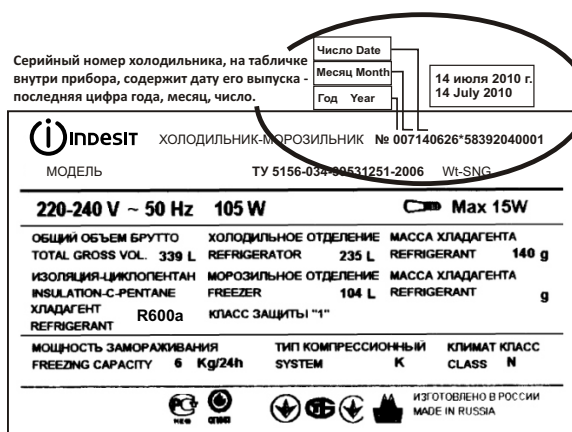 Серийный номер холодильника, на табличке
внутри прибора, содержит дату его выпуска -
последняя цифра года, месяц, число.
Число Date
Месяц Month
Год Year
14 июля 2010 г.
14 July 2010
indesit ХОЛОДИЛЬНИК-МОРОЗИЛЬНИК № 007140626*58392040001
МОДЕЛЬ ТУ 5156-034-39531251-2006 Wt-SNG
220-240 V ~ 50 Hz 105 W Max 15W
ОБЩИЙ ОБЪЕМ БРУТТО ХОЛОДИЛЬНОЕ ОТДЕЛЕНИЕ МАССА ХЛАДАГЕНТА
TOTAL GROSS VOL. 339 L REFRIGERATOR 235 L REFRIGERANT 140 g
ИЗОЛЯЦИЯ-ЦИКЛОПЕНТАН МОРОЗИЛЬНОЕ ОТДЕЛЕНИЕ МАССА ХЛАДАГЕНТА
INSULATION-C-PENTANE FREEZER 104 L REFRIGERANT g
ХЛАДАГЕНТ R600a КЛАСС ЗАЩИТЫ "1"
REFRIGERANT
МОЩНОСТЬ ЗАМОРАЖИВАНИЯ ТИП КОМПРЕССИОННЫЙ КЛИМАТ КЛАСС
FREEZING CAPACITY 6 Kg/24h SYSTEM K CLASS N
ИЗГОТОВЛЕНО В РОССИИ
MADE IN RUSSIA